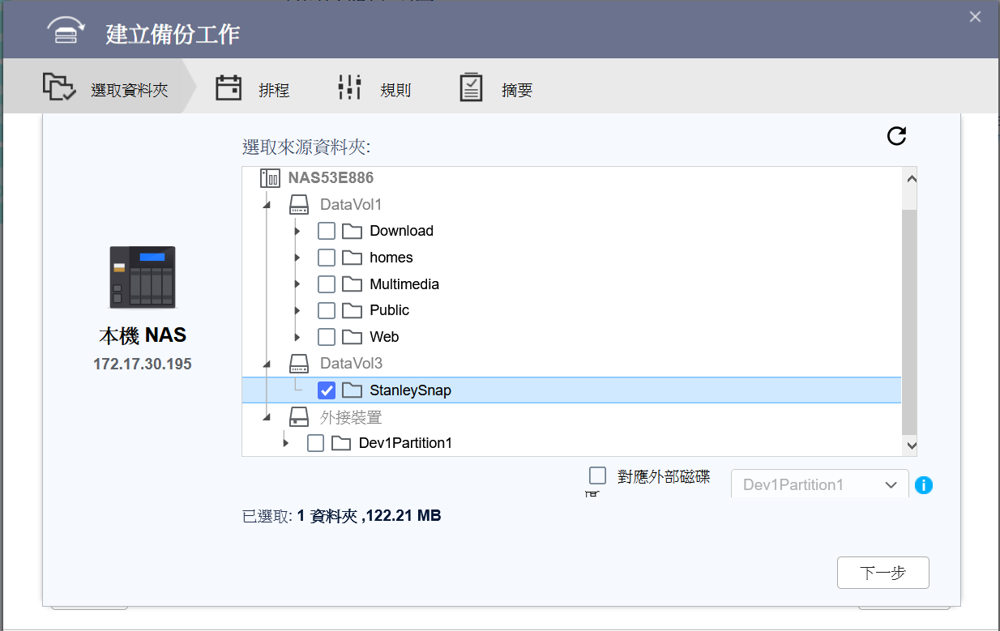 建立備份工作
選取資料夾
排程
規則
摘要
選取來源資料夾:
NAS53E886
DataVol1
Download
homes
Multimedia
Public
Web
DataVol3
StanleySnap
外接裝置
Dev1Partition1
本機 NAS
172.17.30.195
對應外部磁碟
Dev1Partition1
已選取: 1 資料夾 ,122.21 MB
下一步